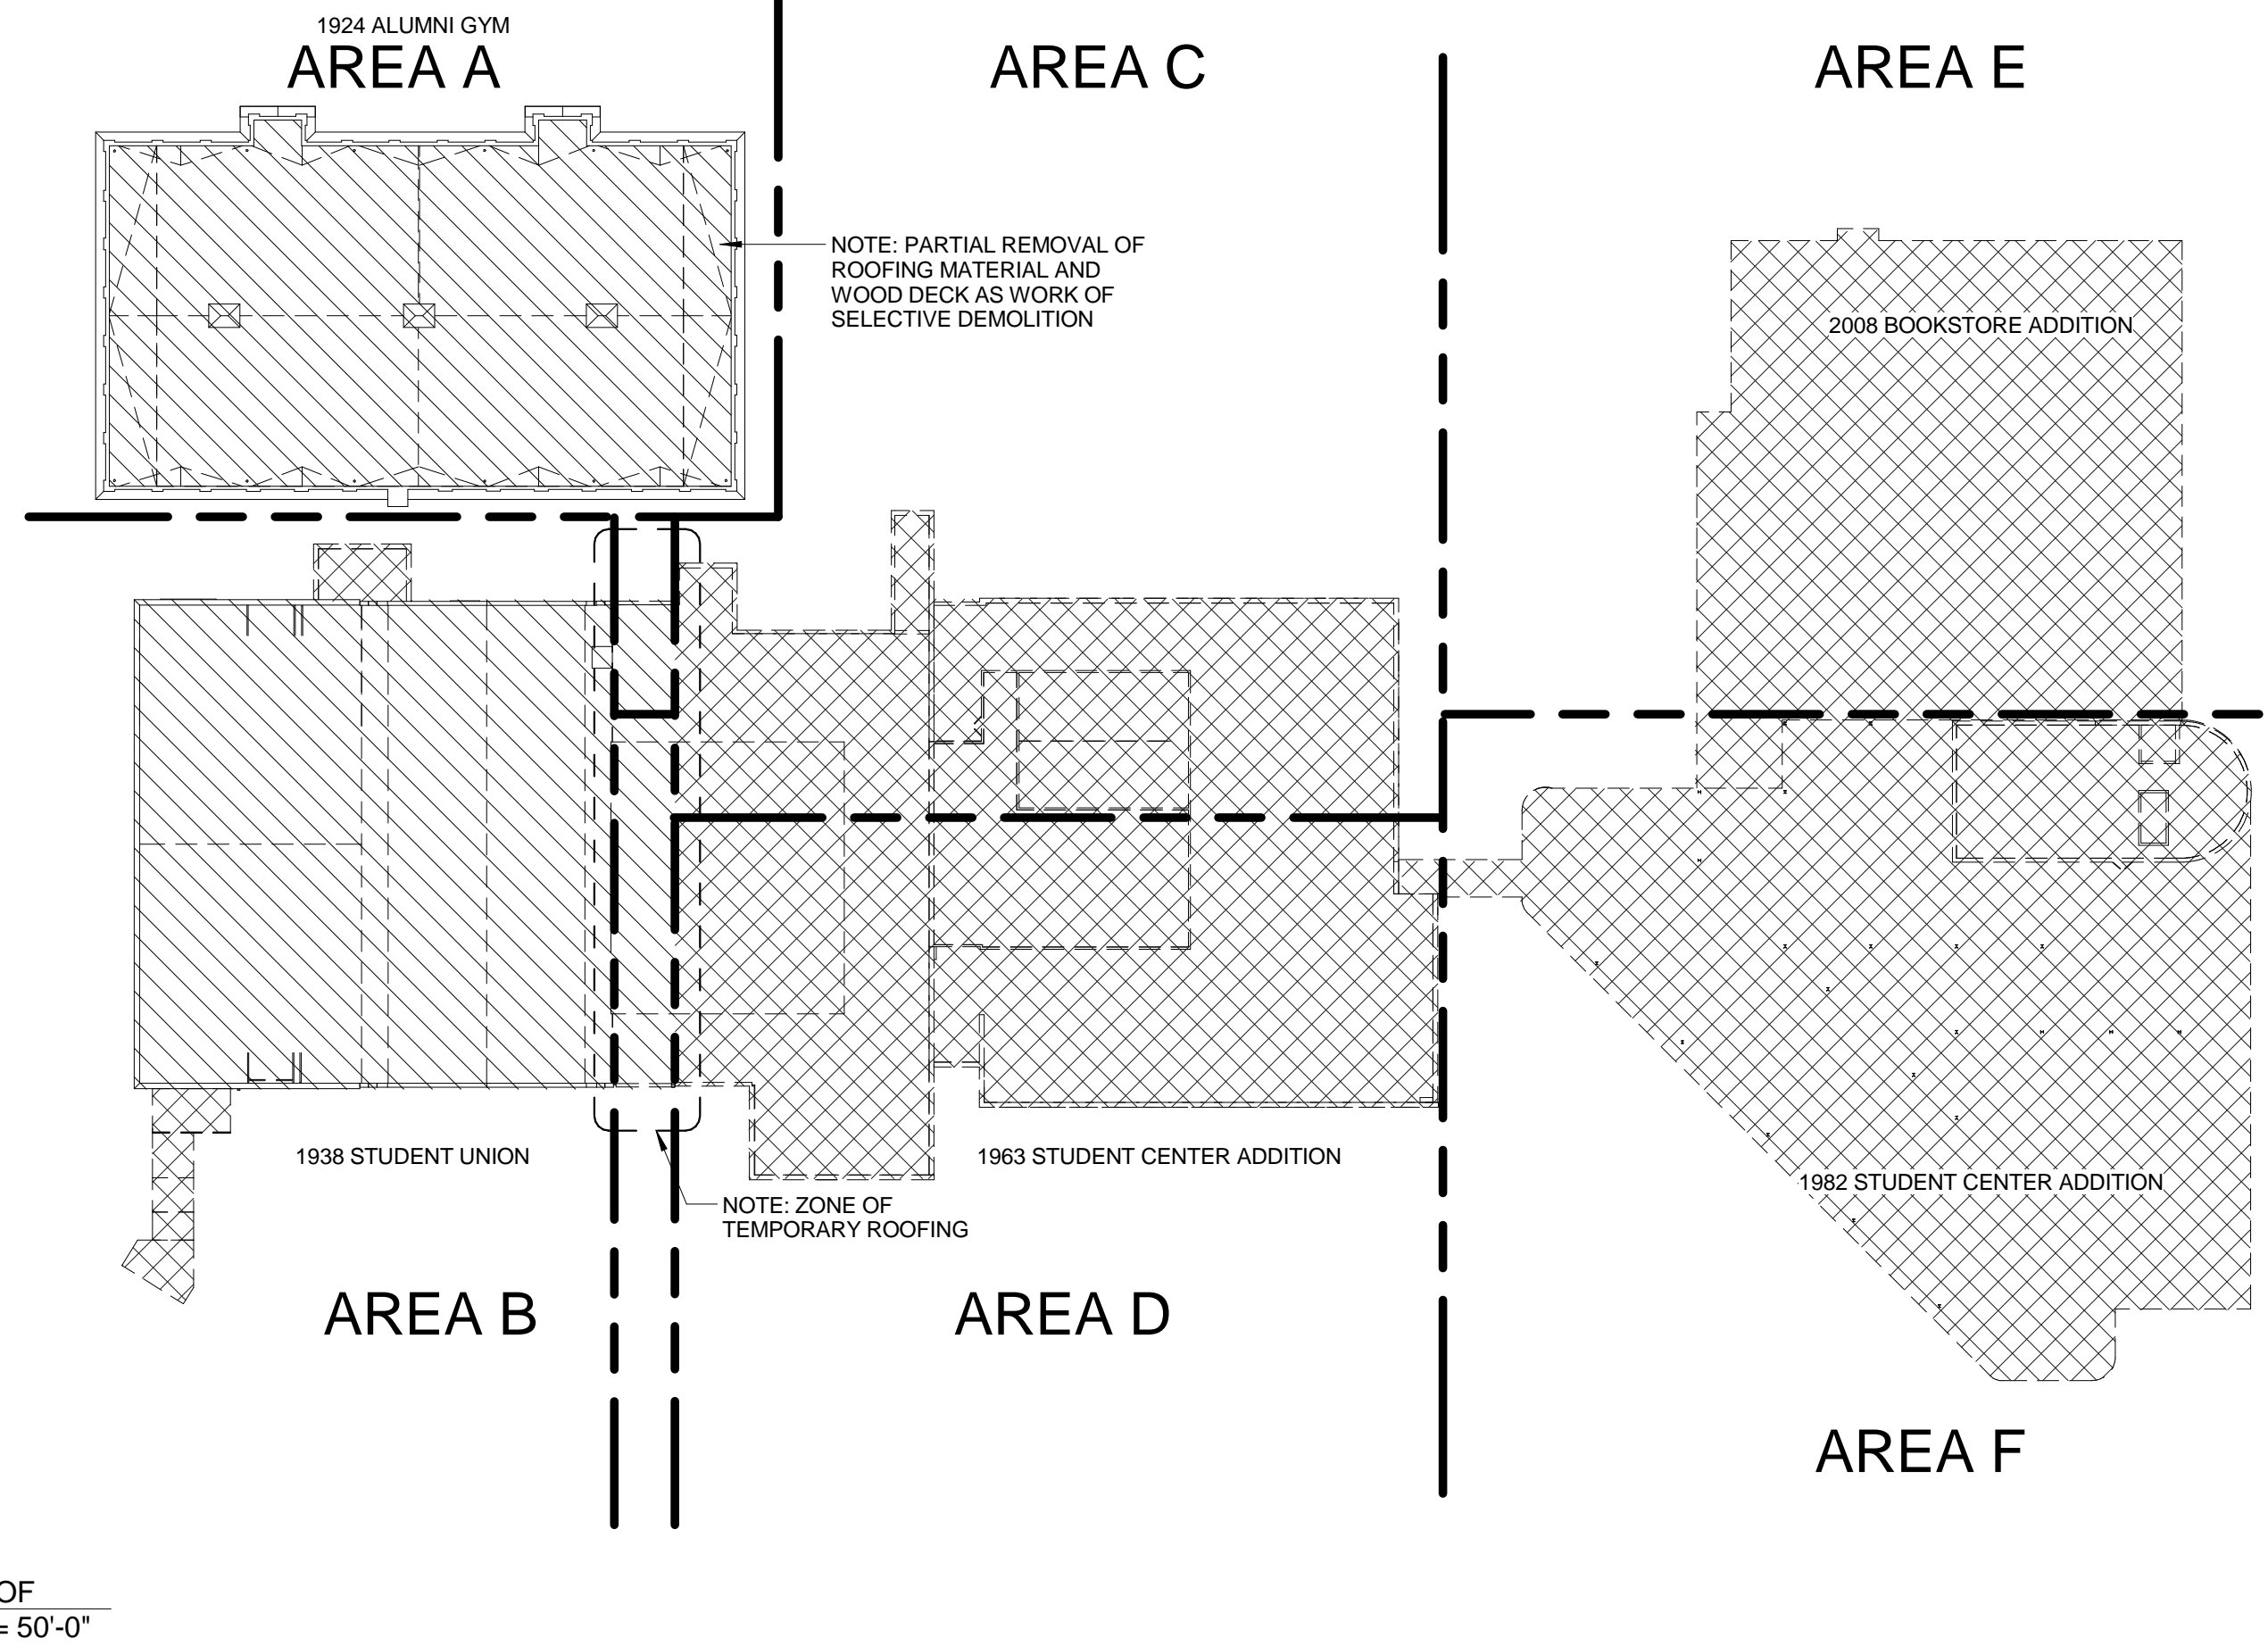 1924 ALUMNI GYM
AREA A
AREA C
AREA E
NOTE: PARTIAL REMOVAL OF
ROOFING MATERIAL AND
WOOD DECK AS WORK OF
SELECTIVE DEMOLITION
2008 BOOKSTORE ADDITION
1938 STUDENT UNION
1963 STUDENT CENTER ADDITION
1982 STUDENT CENTER ADDITION
NOTE: ZONE OF
TEMPORARY ROOFING
AREA B
AREA D
AREA F
OF
= 50'-0"